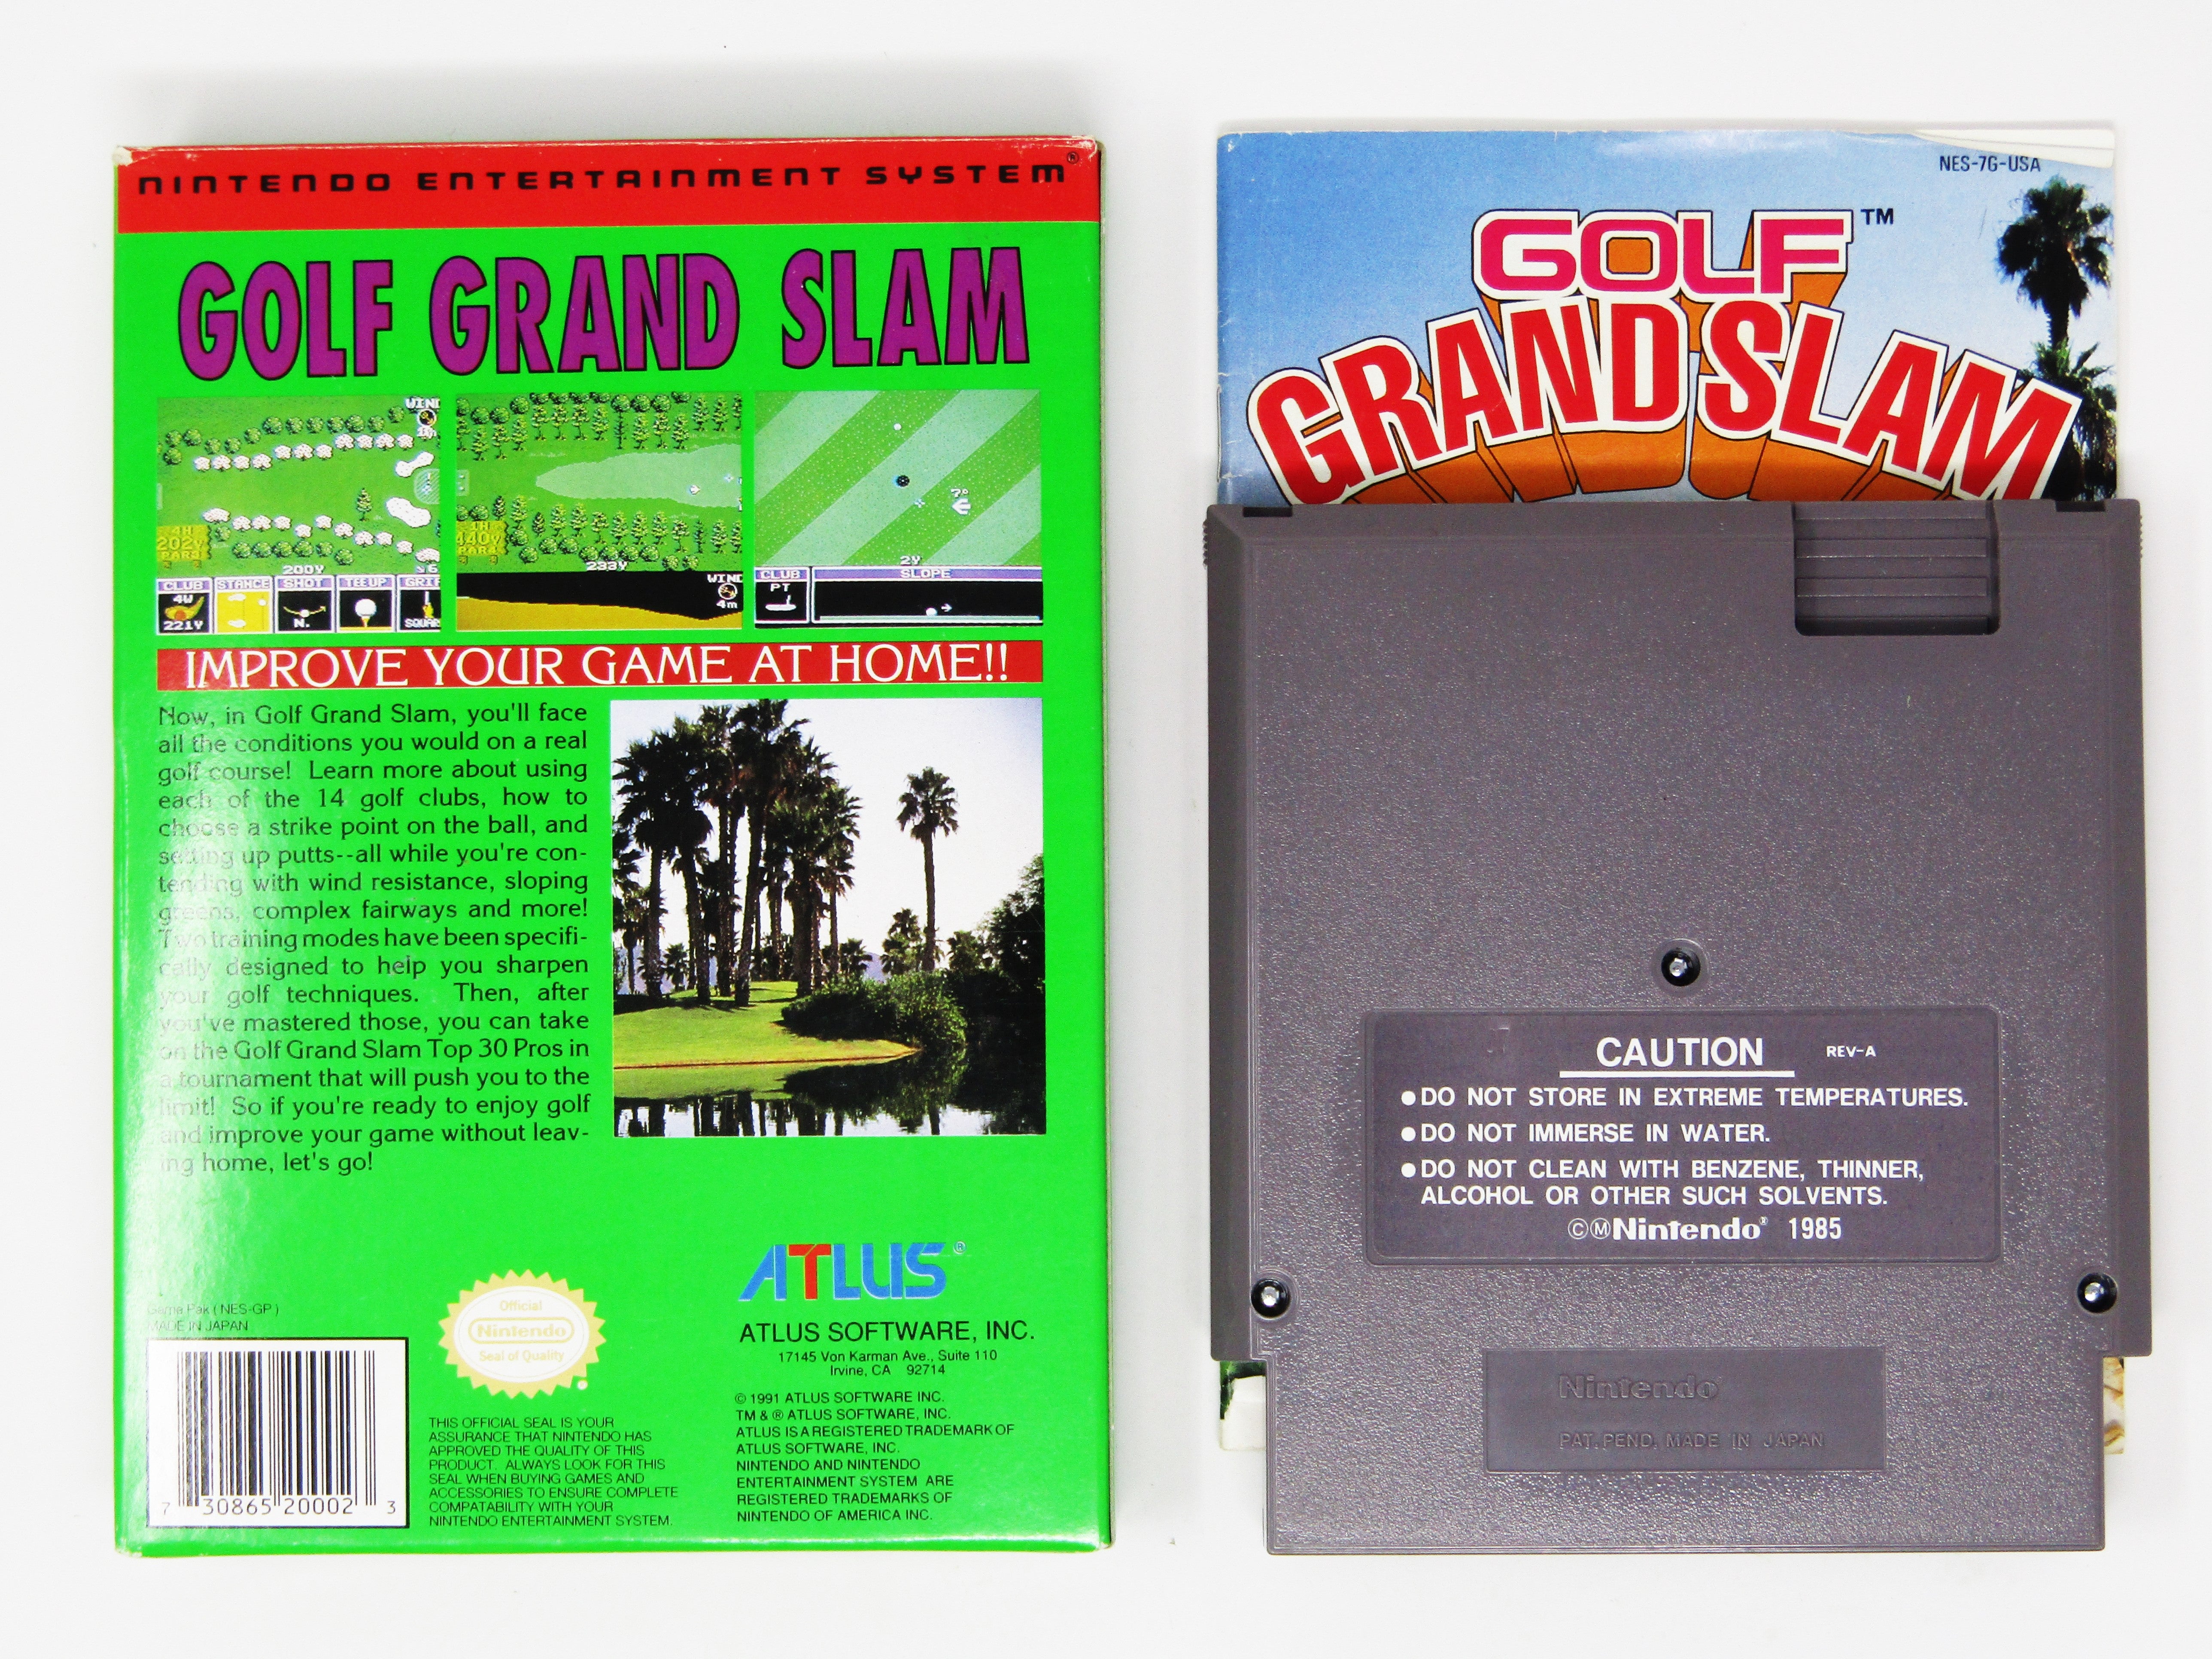 NINTENDO ENTERTAINMENT SYSTEM®
GOLF GRAND SLAM
WIND
4H
202Y
PAR4
200Y
CLUB STANCE SHOT TEE UP GRIP
4W
221Y
N.
SQUAR
1H
440Y
PAR4
233Y
WIND
4m
7°
2Y
CLUB SLOPE
PT
IMPROVE YOUR GAME AT HOME!!
Now, in Golf Grand Slam, you'll face
all the conditions you would on a real
golf course! Learn more about using
each of the 14 golf clubs, how to
choose a strike point on the ball, and
setting up putts--all while you're con-
tending with wind resistance, sloping
greens, complex fairways and more!
Two training modes have been specifi-
cally designed to help you sharpen
your golf techniques. Then, after
you've mastered those, you can take
on the Golf Grand Slam Top 30 Pros in
a tournament that will push you to the
limit! So if you're ready to enjoy golf
and improve your game without leav-
ing home, let's go!
Game Pak (NES-GP)
MADE IN JAPAN
7 30865 20002 3
Official
Nintendo
Seal of Quality
THIS OFFICIAL SEAL IS YOUR
ASSURANCE THAT NINTENDO HAS
APPROVED THE QUALITY OF THIS
PRODUCT. ALWAYS LOOK FOR THIS
SEAL WHEN BUYING GAMES AND
ACCESSORIES TO ENSURE COMPLETE
COMPATABILITY WITH YOUR
NINTENDO ENTERTAINMENT SYSTEM.
ATLUS®
ATLUS SOFTWARE, INC.
17145 Von Karman Ave., Suite 110
Irvine, CA 92714
© 1991 ATLUS SOFTWARE INC.
TM & ® ATLUS SOFTWARE, INC.
ATLUS IS A REGISTERED TRADEMARK OF
ATLUS SOFTWARE, INC.
NINTENDO AND NINTENDO
ENTERTAINMENT SYSTEM ARE
REGISTERED TRADEMARKS OF
NINTENDO OF AMERICA INC.
NES-7G-USA
GOLF™
GRAND SLAM
CAUTION REV-A
●DO NOT STORE IN EXTREME TEMPERATURES.
●DO NOT IMMERSE IN WATER.
●DO NOT CLEAN WITH BENZENE, THINNER,
ALCOHOL OR OTHER SUCH SOLVENTS.
©ⓂNintendo® 1985
Nintendo
PAT. PEND. MADE IN JAPAN